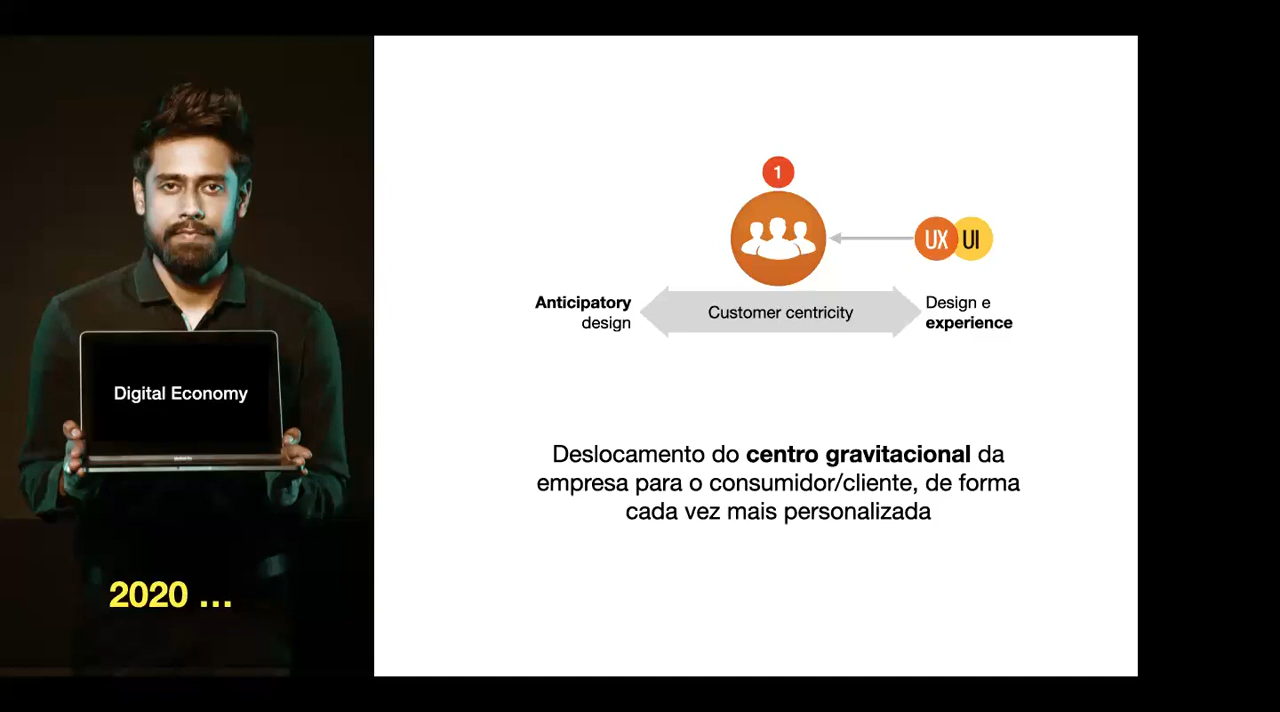 1
UX UI
Anticipatory
design
Customer centricity
Design e
experience
Digital Economy
Deslocamento do centro gravitacional da
empresa para o consumidor/cliente, de forma
cada vez mais personalizada
2020 ...